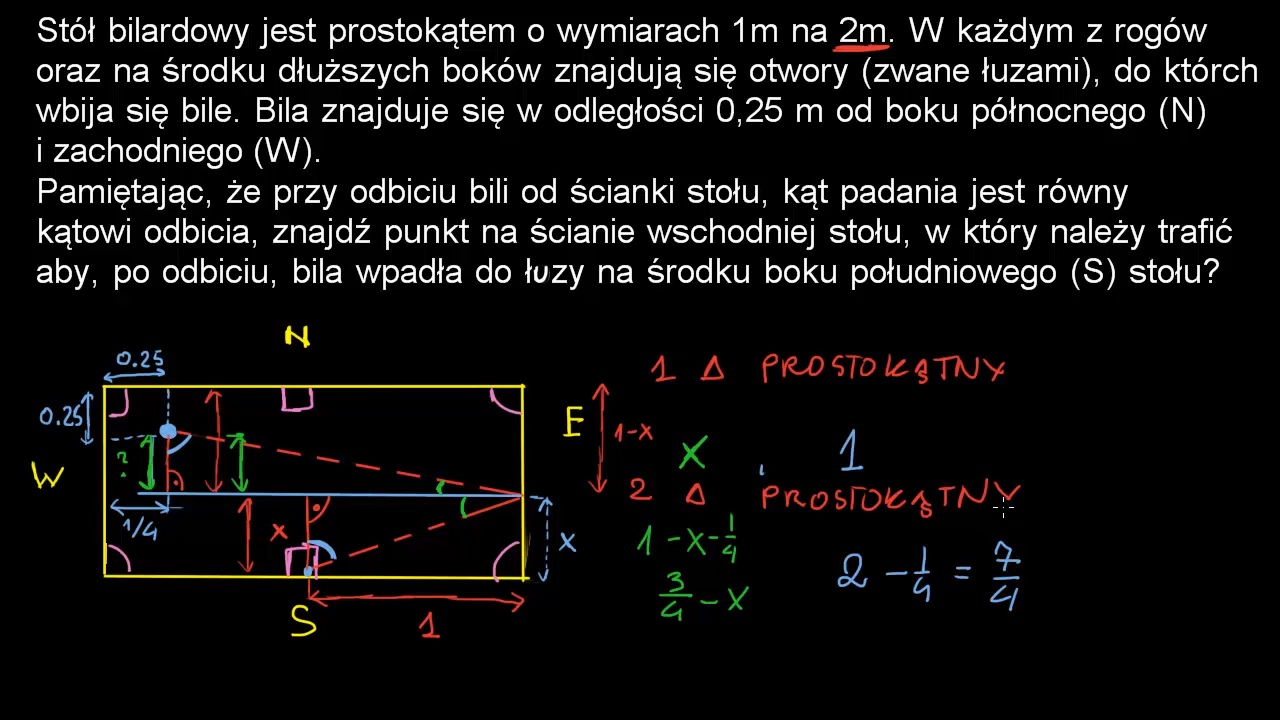 Stół bilardowy jest prostokątem o wymiarach 1m na 2m. W każdym z rogów
oraz na środku dłuższych boków znajdują się otwory (zwane łuzami), do którch
wbija się bile. Bila znajduje się w odległości 0,25 m od boku północnego (N)
i zachodniego (W).
Pamiętając, że przy odbiciu bili od ścianki stołu, kąt padania jest równy
kątowi odbicia, znajdź punkt na ścianie wschodniej stołu, w który należy trafić
aby, po odbiciu, bila wpadła do łuzy na środku boku południowego (S) stołu?
N
0.25
1 Δ PROSTOKĄTNY
0.25
E
1-x
?
W
x
1
2 Δ PROSTOKĄTNY
1/4
x
x
1-x-1/4
2 - 1/4 = 7/4
3/4 - x
S
1